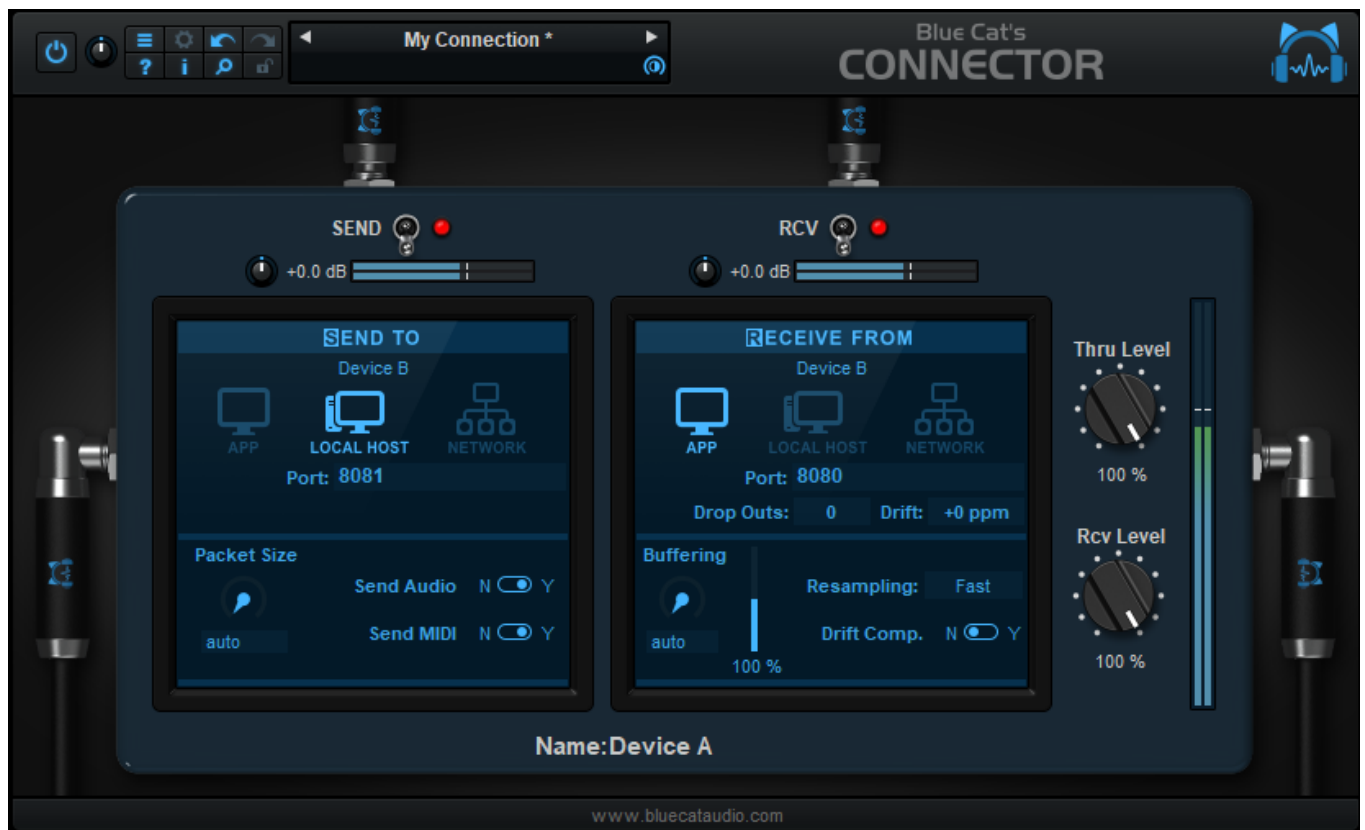 My Connection *
Blue Cat's
CONNECTOR
? i
SEND
RCV
+0.0 dB
+0.0 dB
SEND TO
Device B
APP
LOCAL HOST
NETWORK
Port: 8081
Packet Size
auto
Send Audio N Y
Send MIDI N Y
RECEIVE FROM
Device B
APP
LOCAL HOST
NETWORK
Port: 8080
Drop Outs: 0 Drift: +0 ppm
Buffering
auto
100 %
Resampling: Fast
Drift Comp. N Y
Thru Level
100 %
Rcv Level
100 %
Name:Device A
www.bluecataudio.com